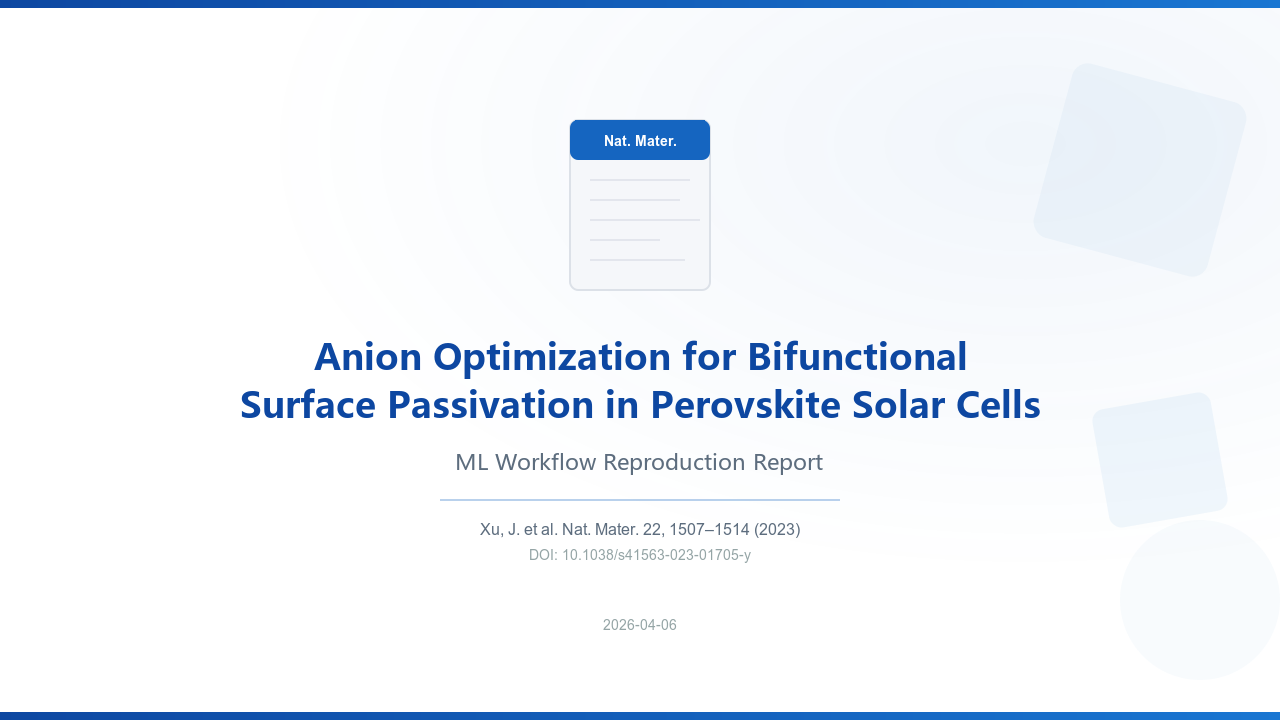 Nat. Mater.
Anion Optimization for Bifunctional
Surface Passivation in Perovskite Solar Cells
ML Workflow Reproduction Report
Xu, J. et al. Nat. Mater. 22, 1507–1514 (2023)
DOI: 10.1038/s41563-023-01705-y
2026-04-06